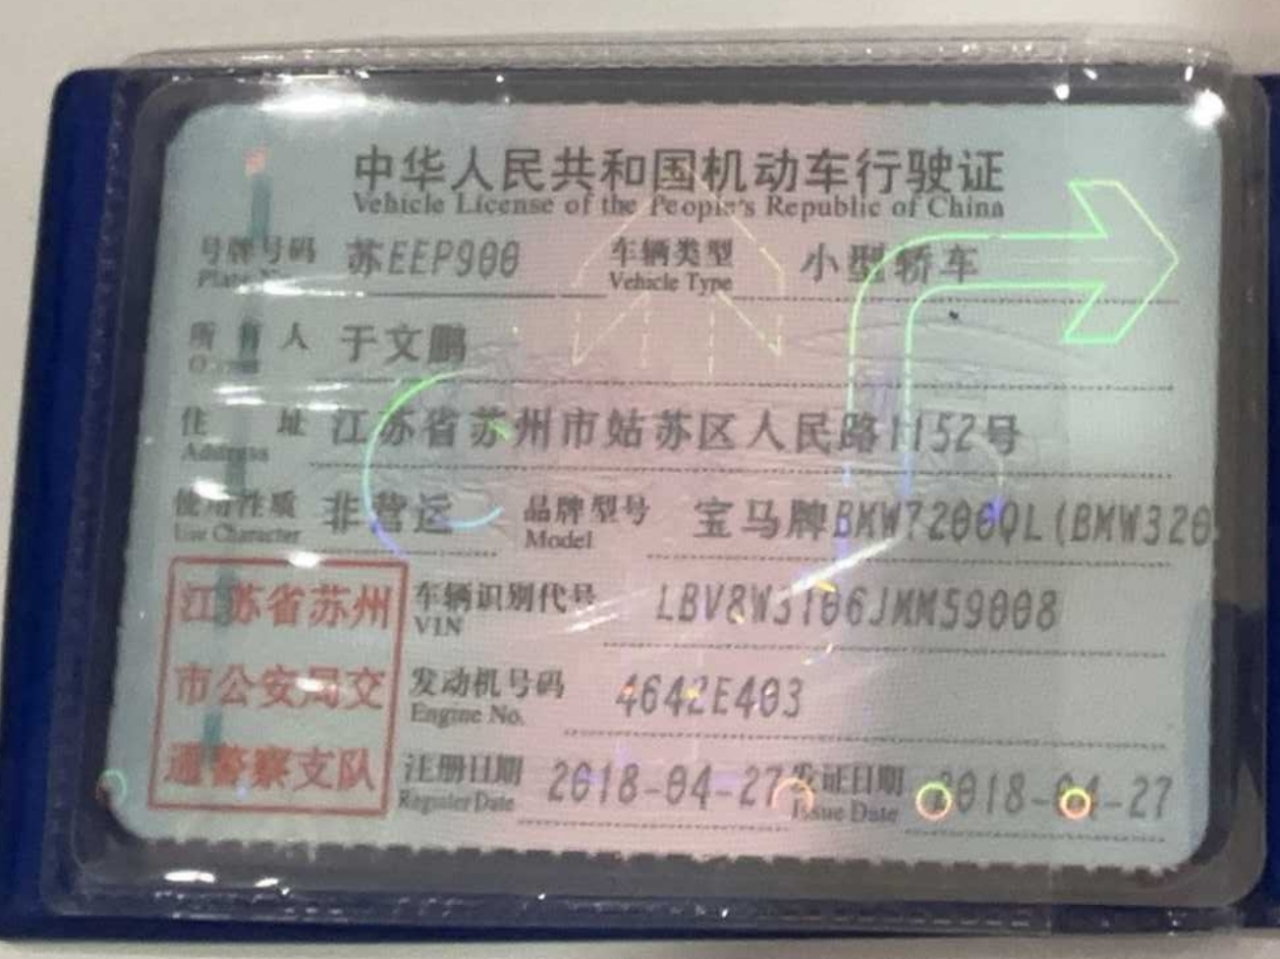 中华人民共和国机动车行驶证
Vehicle License of the People's Republic of China
号牌号码 苏EEP900 车辆类型 小型轿车
Plate No. Vehicle Type
所有人 于文鹏
Owner
住址 江苏省苏州市姑苏区人民路1152号
Address
使用性质 非营运 品牌型号 宝马牌BMW7200QL(BMW320
Use Character Model
江苏省苏州
市公安局交
通警察支队
车辆识别代号 LBV8W3106JMM59008
VIN
发动机号码 4642E403
Engine No.
注册日期 2018-04-27 发证日期 2018-04-27
Register Date Issue Date